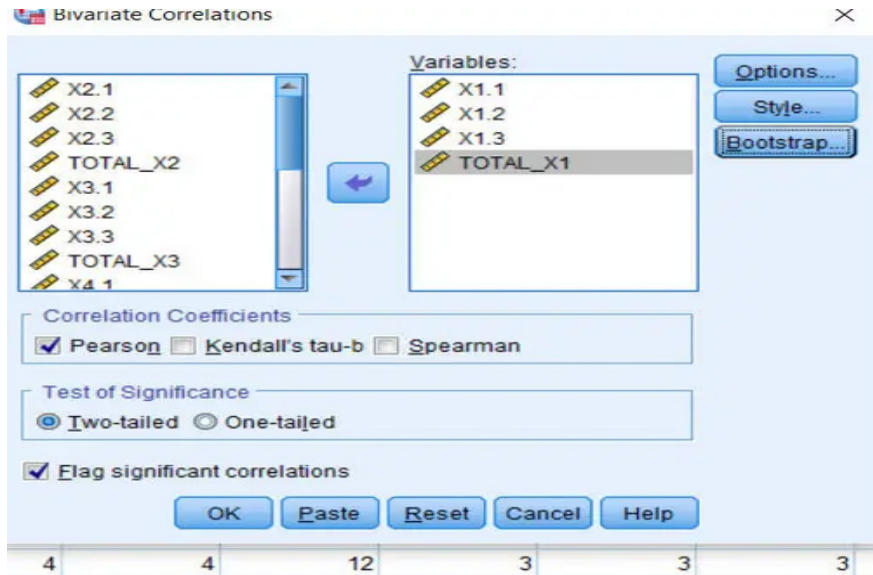 Bivariate Correlations
Variables:
X2.1
X2.2
X2.3
TOTAL_X2
X3.1
X3.2
X3.3
TOTAL_X3
X4.1
X1.1
X1.2
X1.3
TOTAL_X1
Options...
Style...
Bootstrap...
Correlation Coefficients
Pearson Kendall's tau-b Spearman
Test of Significance
Two-tailed One-tailed
Flag significant correlations
OK Paste Reset Cancel Help
4 4 12 3 3 3